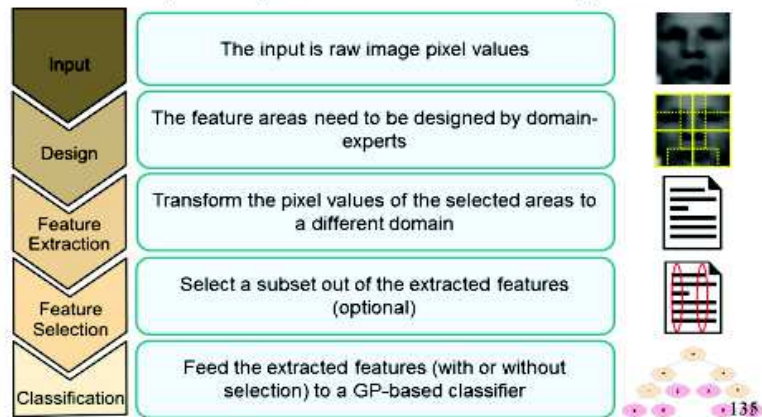 Input
The input is raw image pixel values
Design
The feature areas need to be designed by domain-
experts
Feature
Extraction
Transform the pixel values of the selected areas to
a different domain
Feature
Selection
Select a subset out of the extracted features
(optional)
Classification
Feed the extracted features (with or without
selection) to a GP-based classifier
135